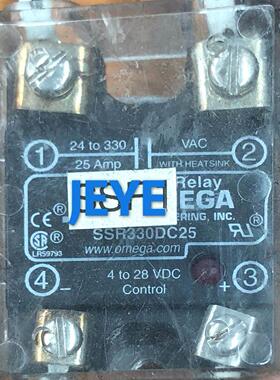 1 24 to 330 VAC 2
25 Amp WITH HEATSINK
Relay
JEYE
EGA
ERING, INC.
CE
SSR330DC25
LR59793
www.omega.com
4 4 to 28 VDC 3
- Control +